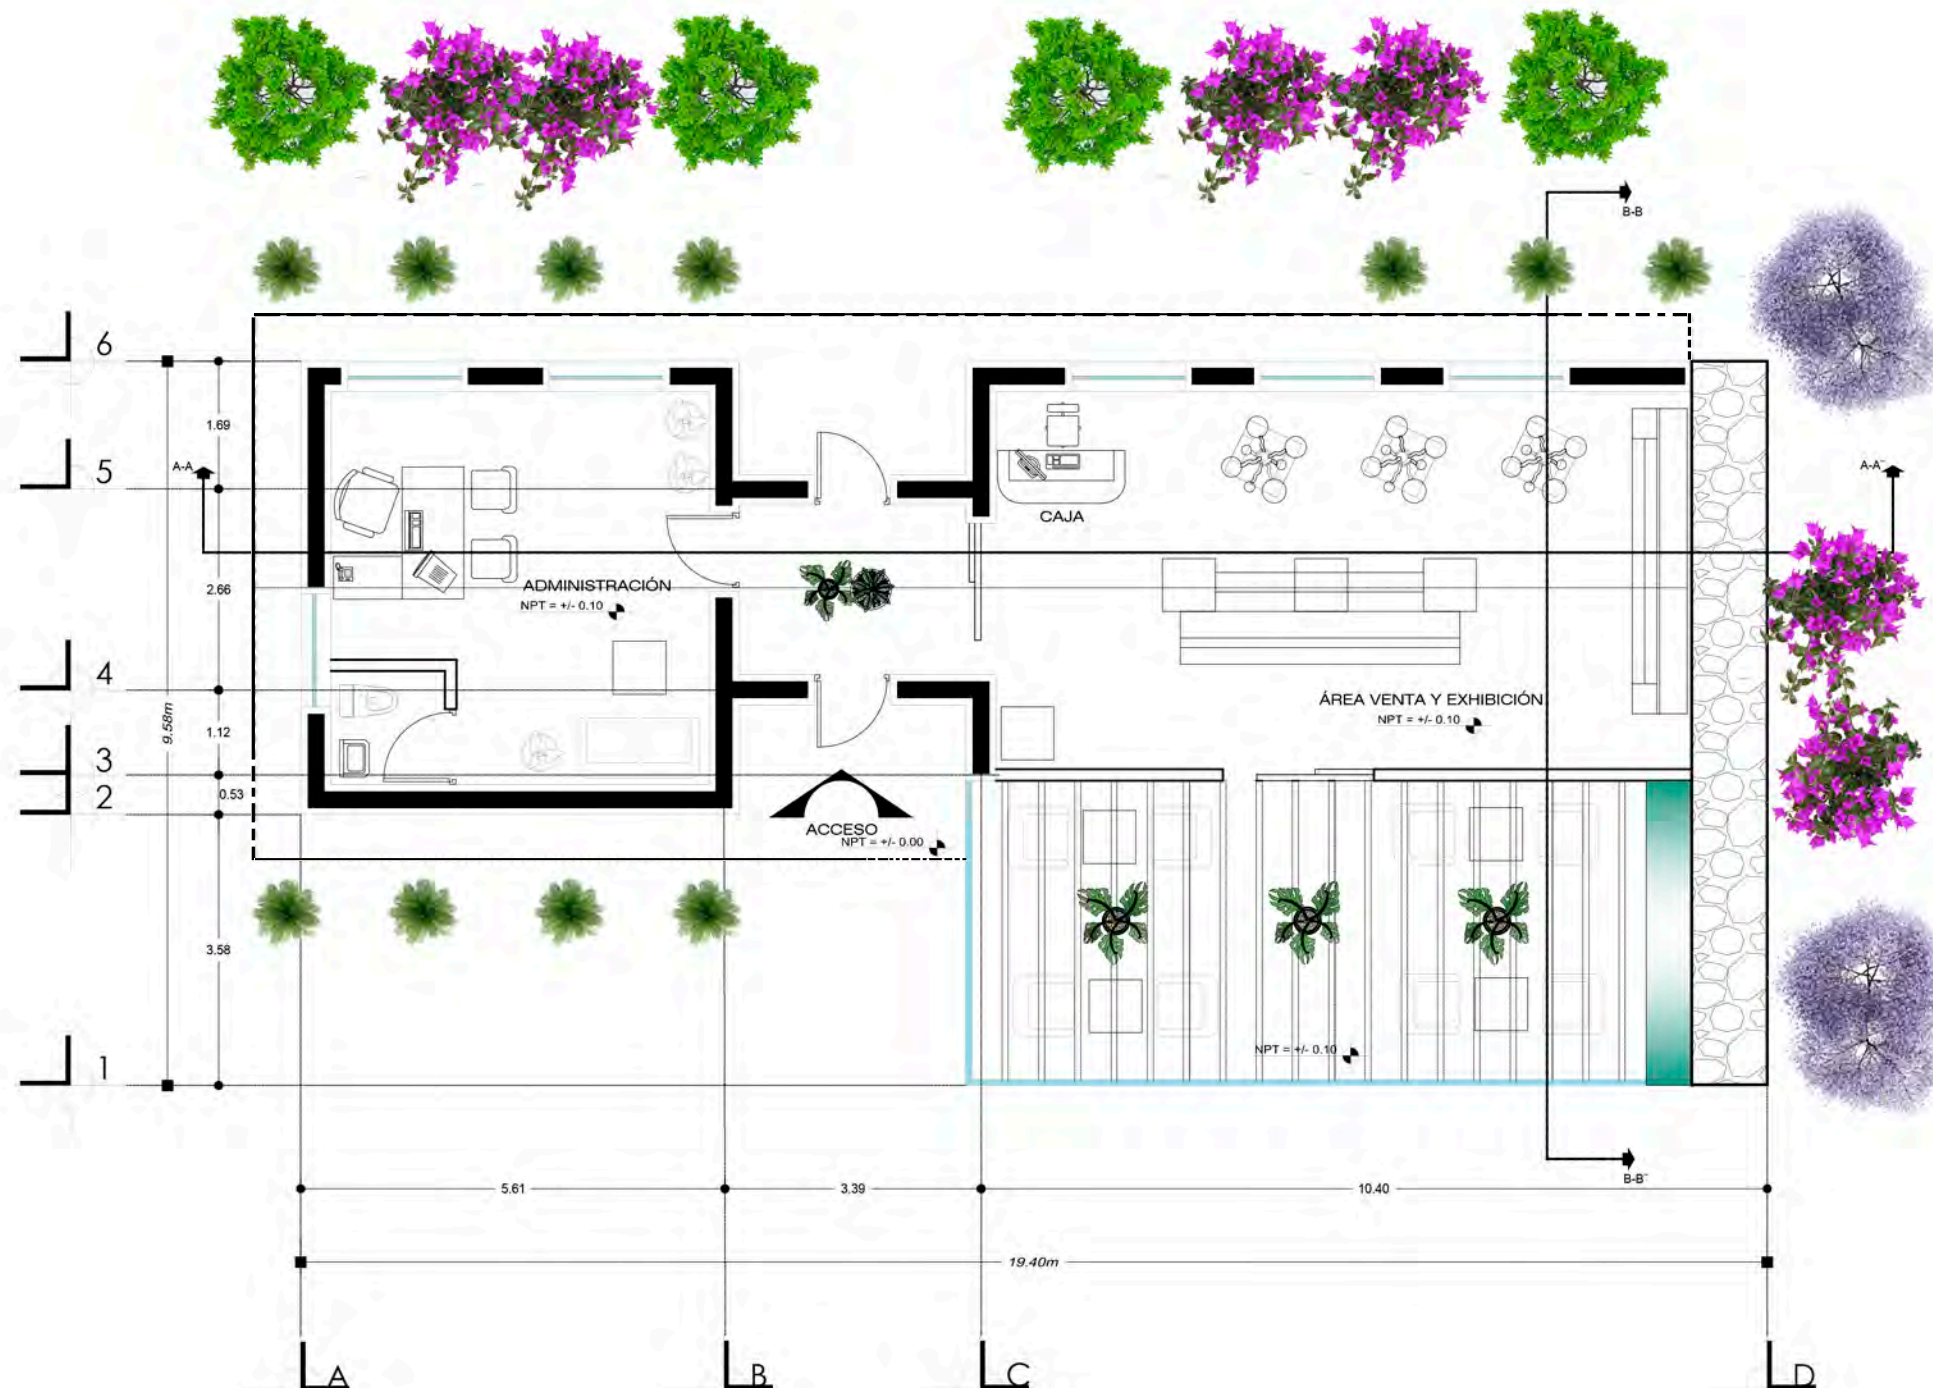 B-B
6
1.69
5
A-A
A-A¨
CAJA
2.66
ADMINISTRACIÓN
NPT = +/- 0.10
4
9.58m
1.12
ÁREA VENTA Y EXHIBICIÓN
NPT = +/- 0.10
3
0.53
2
ACCESO
NPT = +/- 0.00
3.58
NPT = +/- 0.10
1
B-B¨
5.61
3.39
10.40
19.40m
A
B
C
D